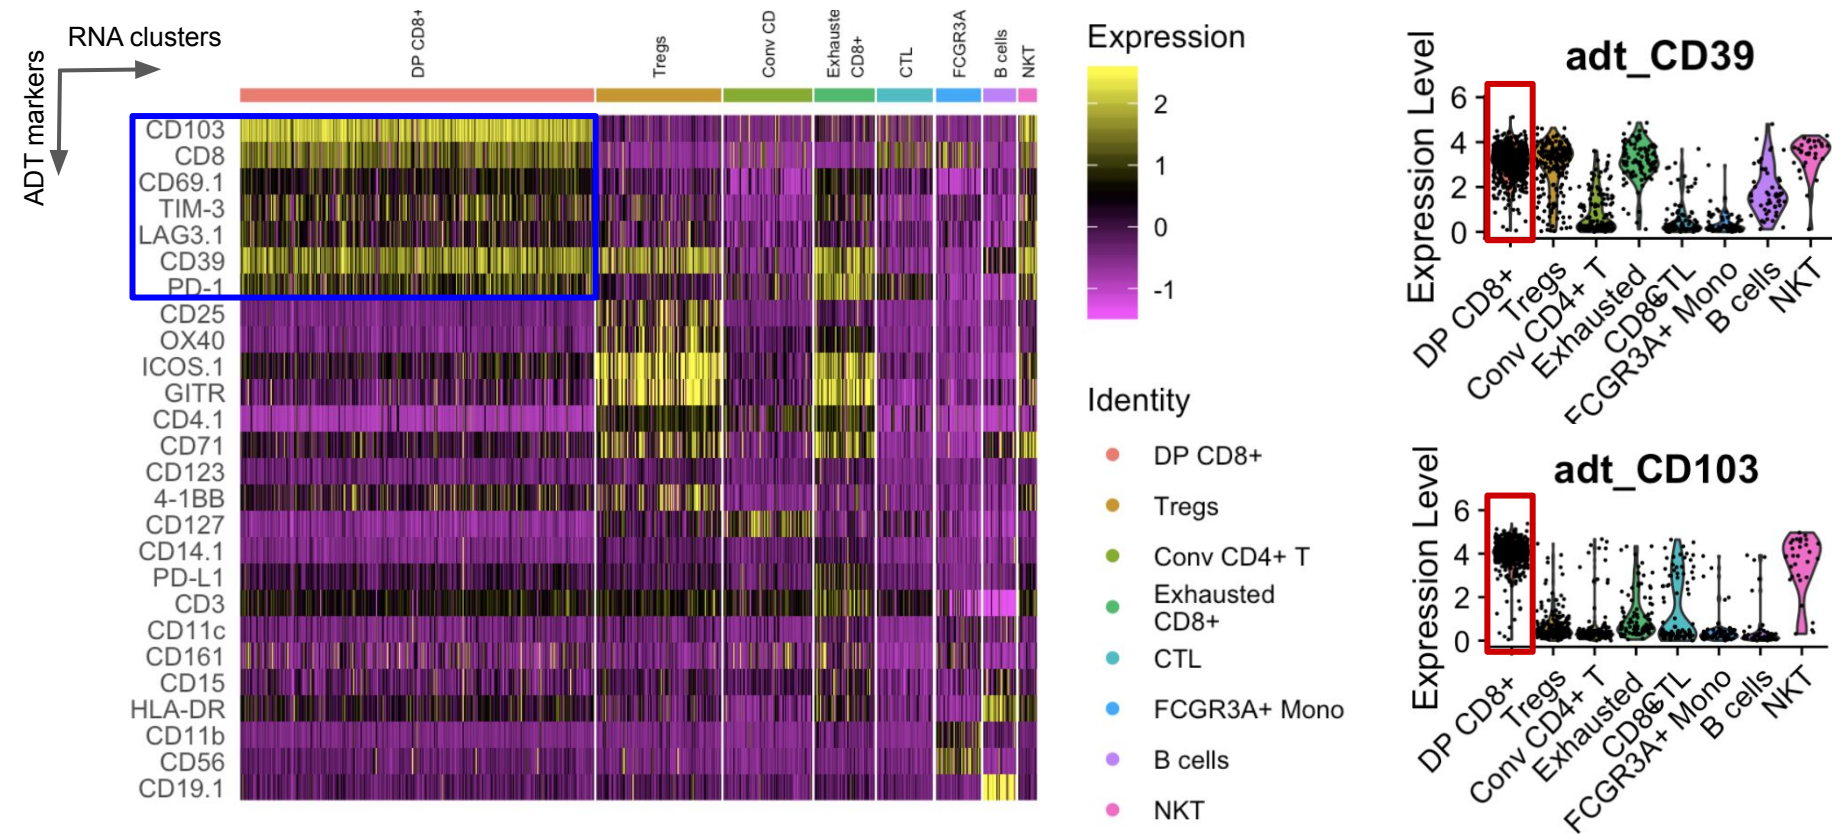 RNA clusters
ADT markers
DP CD8+
Tregs
Conv CD
Exhauste
CD8+
CTL
FCGR3A
B cells
NKT
CD103
CD8
CD69.1
TIM-3
LAG3.1
CD39
PD-1
CD25
OX40
ICOS.1
GITR
CD4.1
CD71
CD123
4-1BB
CD127
CD14.1
PD-L1
CD3
CD11c
CD161
CD15
HLA-DR
CD11b
CD56
CD19.1
Expression
2
1
0
-1
Identity
DP CD8+
Tregs
Conv CD4+ T
Exhausted
CD8+
CTL
FCGR3A+ Mono
B cells
NKT
adt_CD39
Expression Level
6
4
2
0
DP CD8+
Tregs
Conv CD4+ T
Exhausted
CD8+
CTL
FCGR3A+ Mono
B cells
NKT
adt_CD103
Expression Level
6
4
2
0
DP CD8+
Tregs
Conv CD4+ T
Exhausted
CD8+
CTL
FCGR3A+ Mono
B cells
NKT